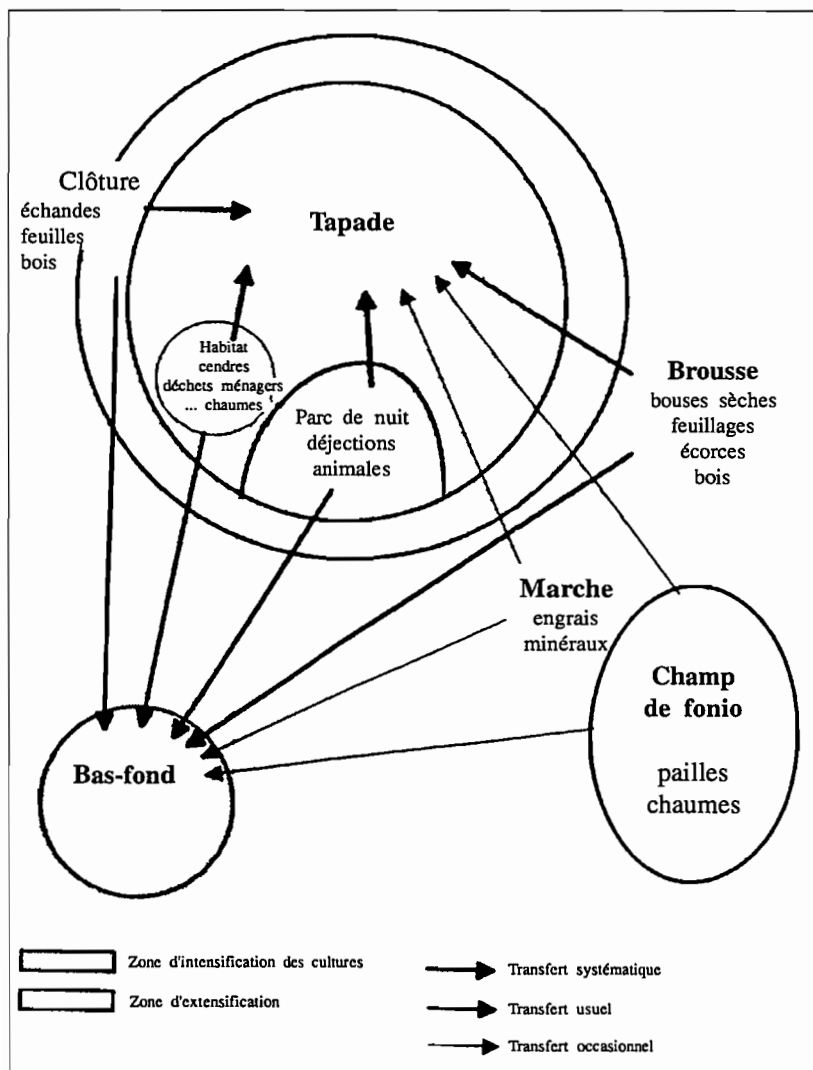 Clôture
échandes
feuilles
bois
Tapade
Habitat
cendres
déchets ménagers
... chaumes
Parc de nuit
déjections
animales
Brousse
bouses sèches
feuillages
écorces
bois
Marche
engrais
minéraux
Champ
de fonio
pailles
chaumes
Bas-fond
Zone d'intensification des cultures
Zone d'extensification
Transfert systématique
Transfert usuel
Transfert occasionnel